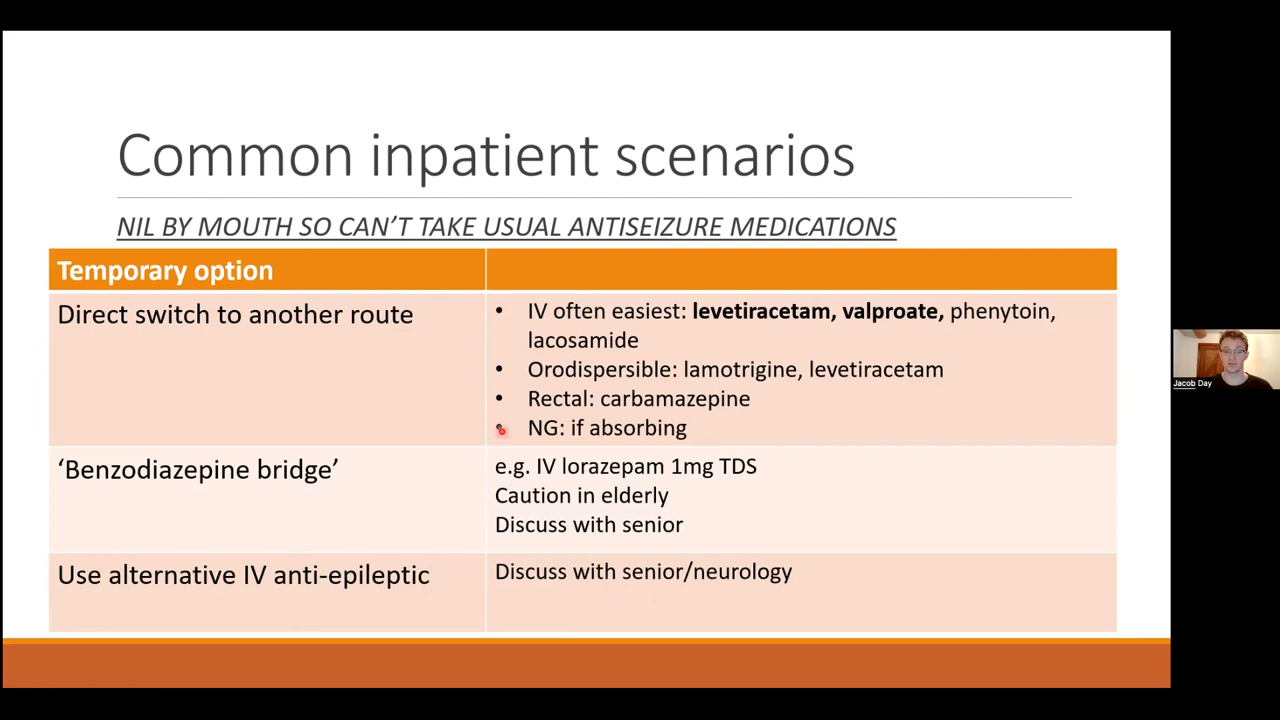 Common inpatient scenarios
NIL BY MOUTH SO CAN’T TAKE USUAL ANTISEIZURE MEDICATIONS
Temporary option
Direct switch to another route
• IV often easiest: levetiracetam, valproate, phenytoin,
lacosamide
• Orodispersible: lamotrigine, levetiracetam
• Rectal: carbamazepine
• NG: if absorbing
‘Benzodiazepine bridge’
e.g. IV lorazepam 1mg TDS
Caution in elderly
Discuss with senior
Use alternative IV anti-epileptic
Discuss with senior/neurology
Jacob Day